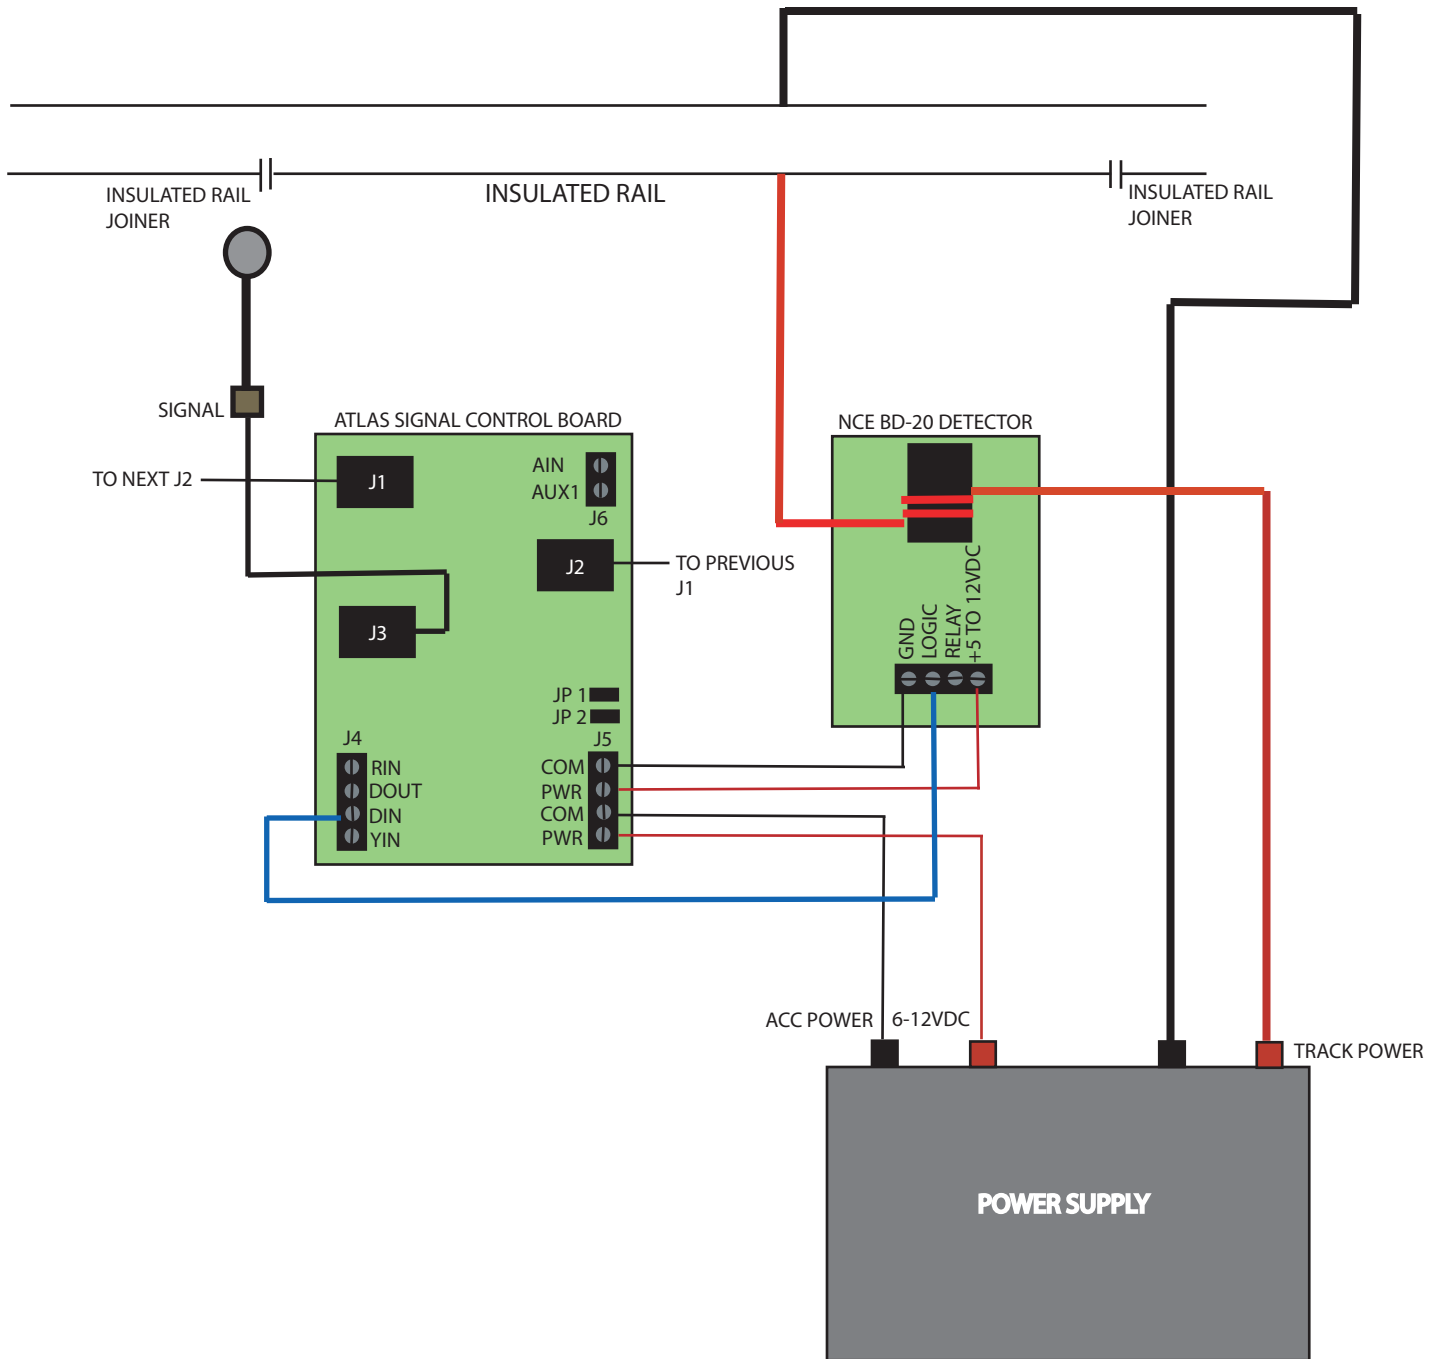 INSULATED RAIL
JOINER
INSULATED RAIL
INSULATED RAIL
JOINER
SIGNAL
ATLAS SIGNAL CONTROL BOARD
NCE BD-20 DETECTOR
TO NEXT J2
J1
AIN
AUX1
J6
J2
TO PREVIOUS
J1
J3
GND
LOGIC
RELAY
+5 TO 12VDC
JP 1
JP 2
J4
J5
RIN
DOUT
DIN
YIN
COM
PWR
COM
PWR
ACC POWER
6-12VDC
TRACK POWER
POWER SUPPLY